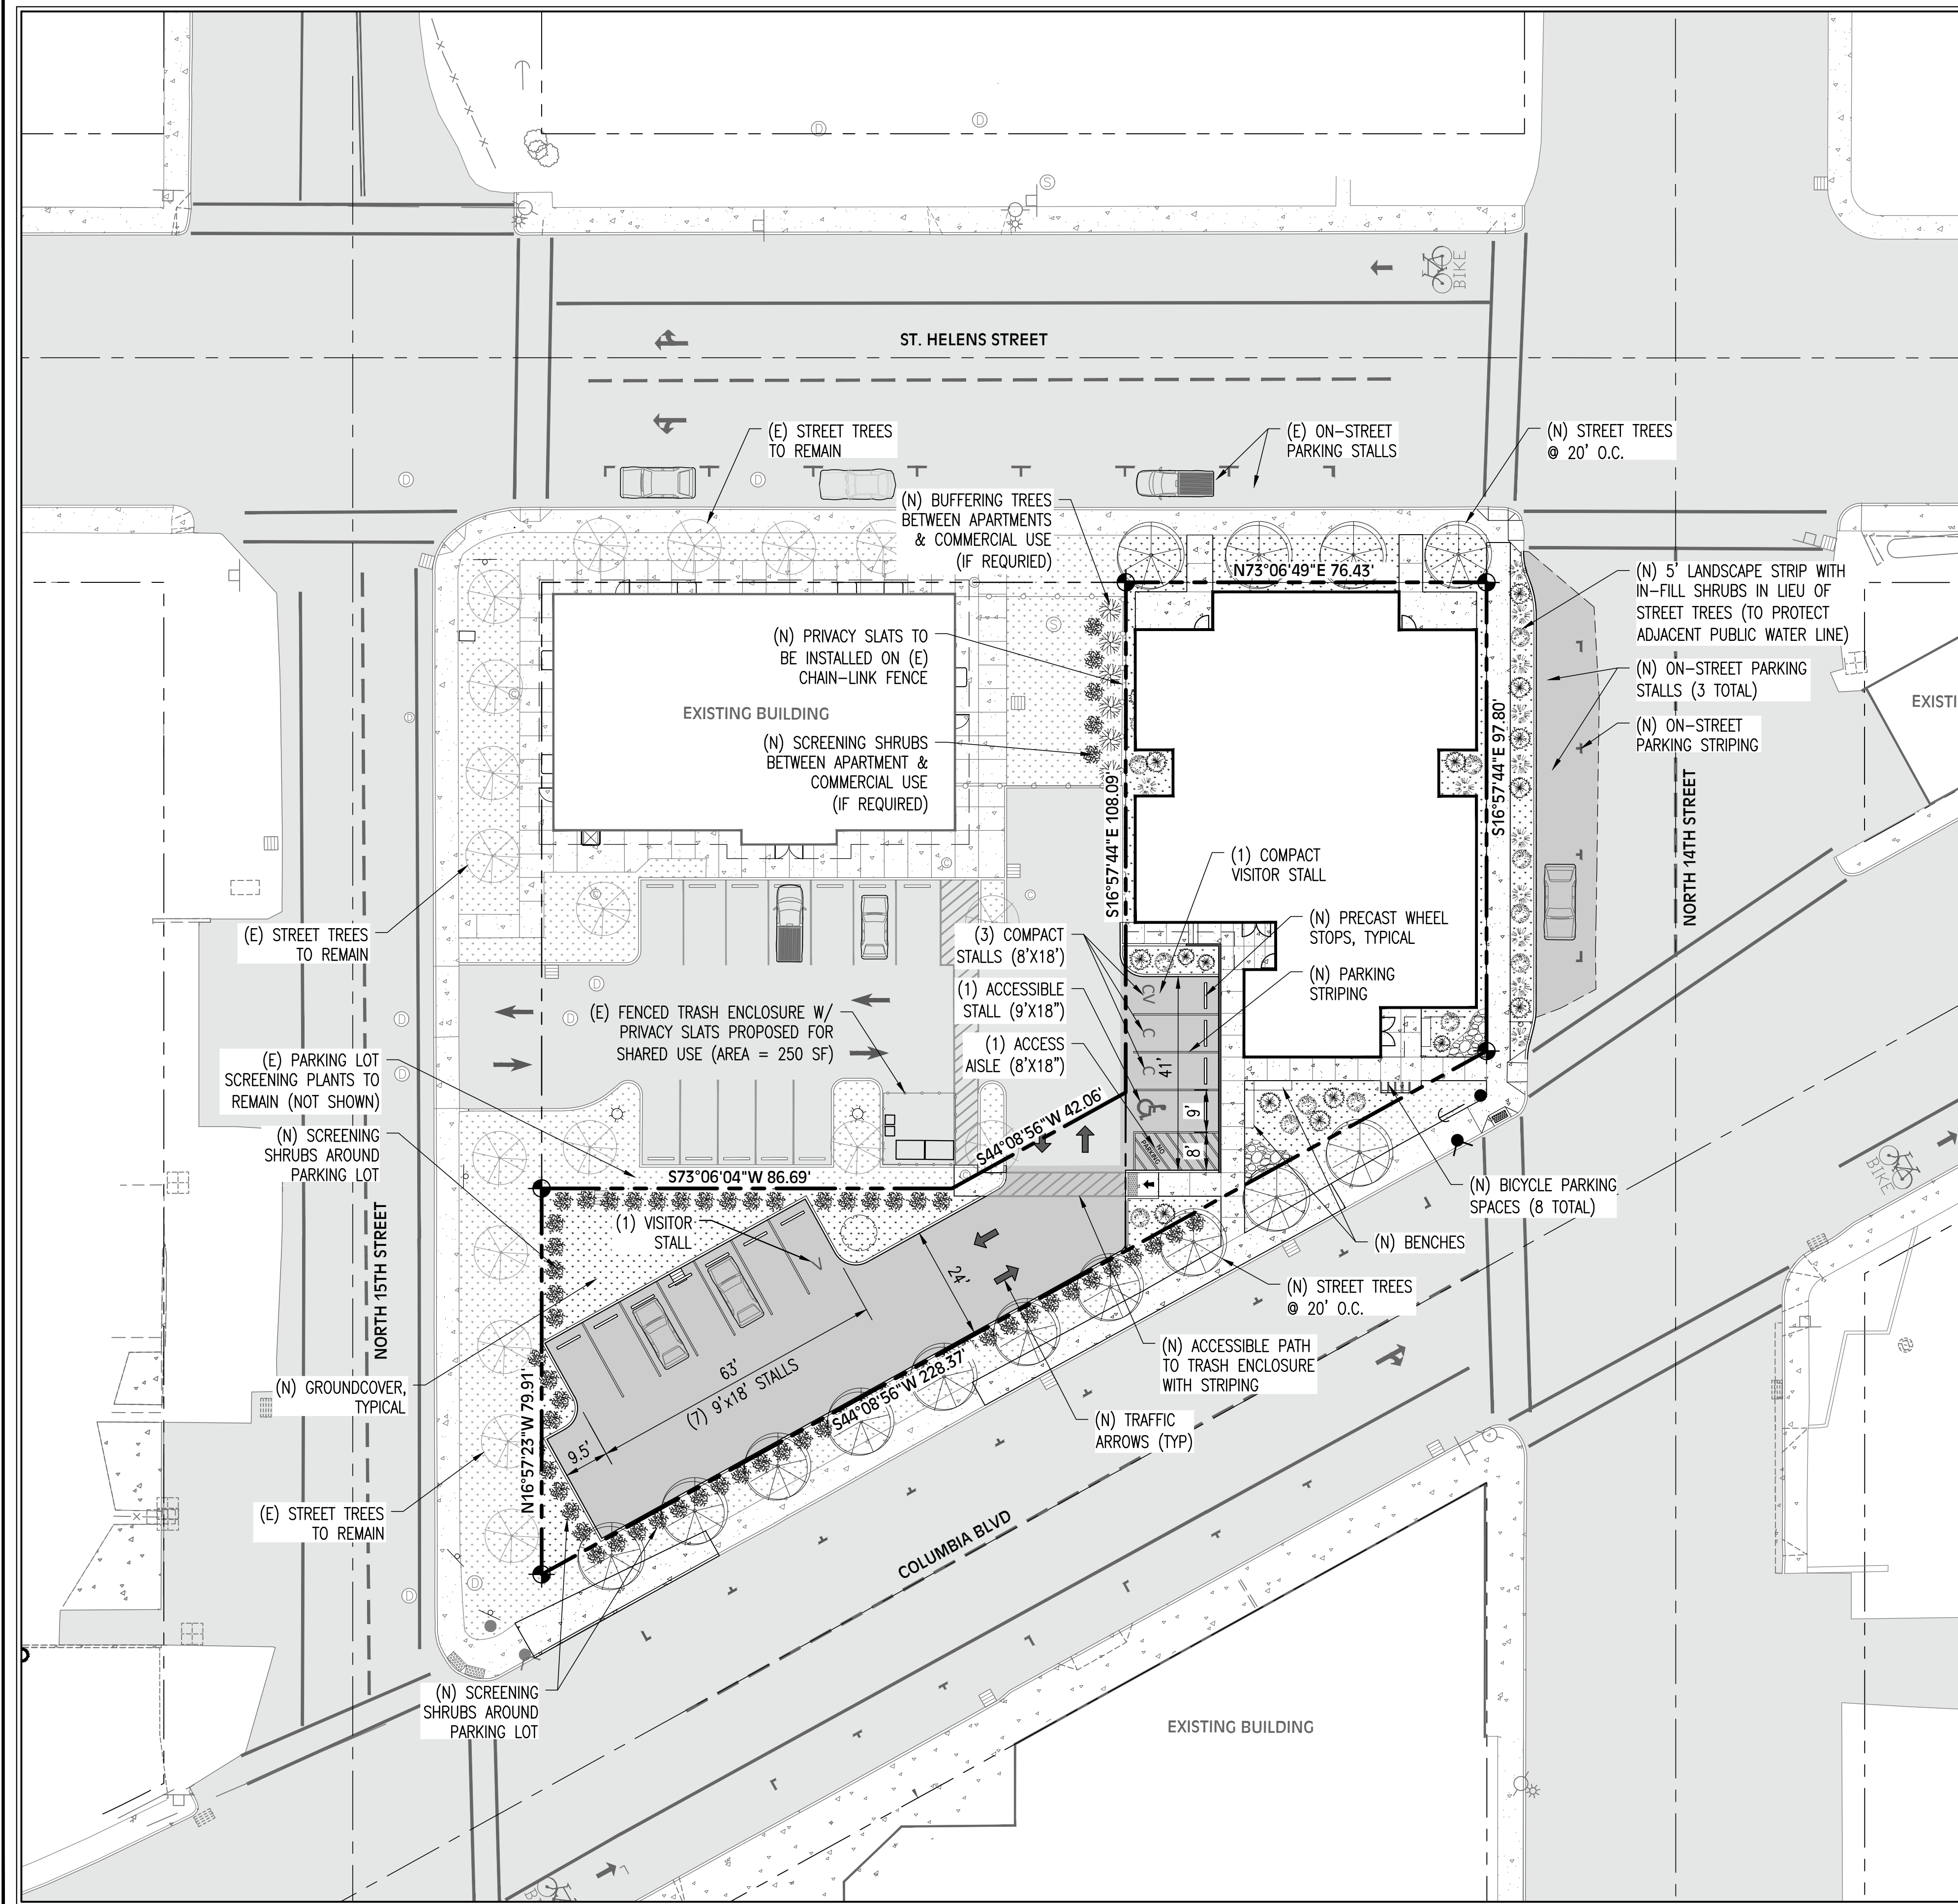 D
D
S
BIKE
ST. HELENS STREET
(E) STREET TREES
TO REMAIN
(E) ON-STREET
PARKING STALLS
(N) STREET TREES
@ 20' O.C.
D
D
(N) BUFFERING TREES
BETWEEN APARTMENTS
& COMMERCIAL USE
(IF REQURIED)
N73°06'49"E 76.43'
(N) 5' LANDSCAPE STRIP WITH
IN-FILL SHRUBS IN LIEU OF
STREET TREES (TO PROTECT
ADJACENT PUBLIC WATER LINE)
S
(N) PRIVACY SLATS TO
BE INSTALLED ON (E)
CHAIN-LINK FENCE
(N) ON-STREET PARKING
STALLS (3 TOTAL)
EXISTI
EXISTING BUILDING
(N) ON-STREET
PARKING STRIPING
(N) SCREENING SHRUBS
BETWEEN APARTMENT &
COMMERCIAL USE
(IF REQUIRED)
S16°57'44"E 108.09'
S16°57'44"E 97.80'
NORTH 14TH STREET
(1) COMPACT
VISITOR STALL
(N) PRECAST WHEEL
STOPS, TYPICAL
(E) STREET TREES
TO REMAIN
(3) COMPACT
STALLS (8'X18')
(N) PARKING
STRIPING
(1) ACCESSIBLE
STALL (9'X18")
CV
C
C
41'
9'
8'
NO
PARKING
(E) FENCED TRASH ENCLOSURE W/
PRIVACY SLATS PROPOSED FOR
SHARED USE (AREA = 250 SF)
(1) ACCESS
AISLE (8'X18")
D
D
D
D
(E) PARKING LOT
SCREENING PLANTS TO
REMAIN (NOT SHOWN)
S44°08'56"W 42.06'
(N) SCREENING
SHRUBS AROUND
PARKING LOT
S73°06'04"W 86.69'
(N) BICYCLE PARKING
SPACES (8 TOTAL)
BIKE
(1) VISITOR
STALL
V
NORTH 15TH STREET
(N) BENCHES
24'
(N) STREET TREES
@ 20' O.C.
(N) ACCESSIBLE PATH
TO TRASH ENCLOSURE
WITH STRIPING
63'
(7) 9'x18' STALLS
S44°08'56"W 228.37'
(N) GROUNDCOVER,
TYPICAL
N16°57'23"W 79.91'
(N) TRAFFIC
ARROWS (TYP)
9.5'
(E) STREET TREES
TO REMAIN
COLUMBIA BLVD
D
D
(N) SCREENING
SHRUBS AROUND
PARKING LOT
EXISTING BUILDING